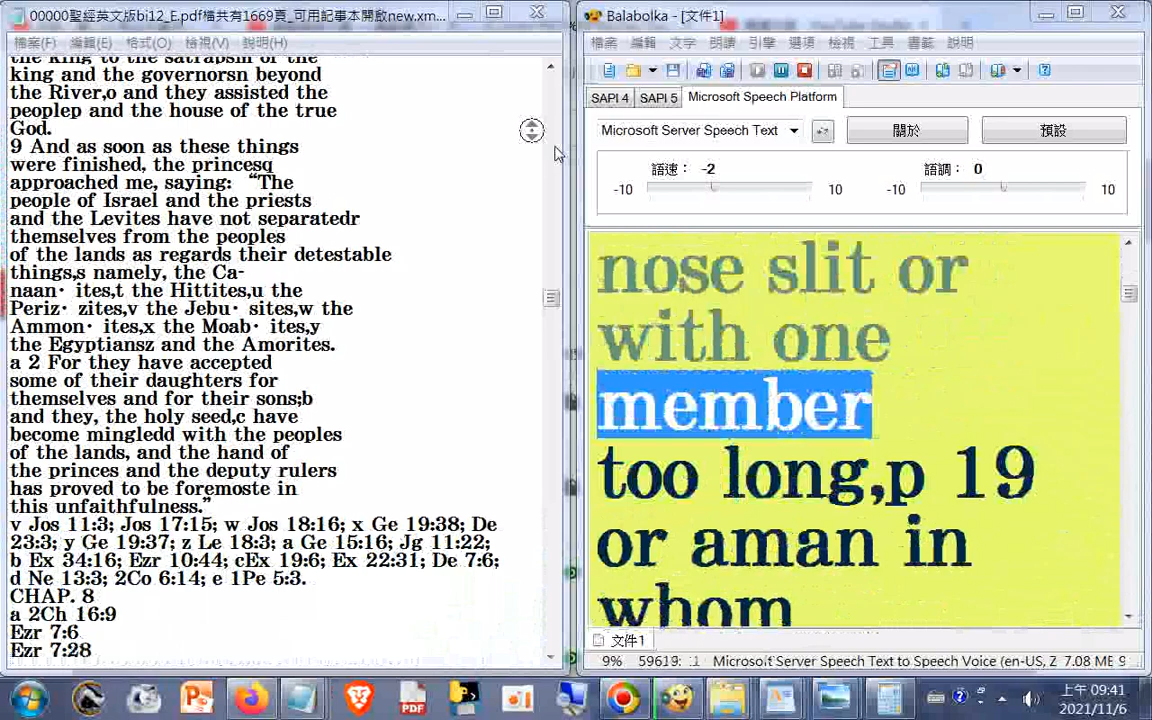 00000聖經英文版bi12_E.pdf檔共有1669頁_可用記事本開啟new.xm...
檔案(F) 編輯(E) 格式(O) 檢視(V) 說明(H)
the king to the satrapsm of the
king and the governorsn beyond
the River,o and they assisted the
peoplep and the house of the true
God.
9 And as soon as these things
were finished, the princesq
approached me, saying: “The
people of Israel and the priests
and the Levites have not separatedr
themselves from the peoples
of the lands as regards their detestable
things,s namely, the Ca-
naan· ites,t the Hittites,u the
Periz· zites,v the Jebu· sites,w the
Ammon· ites,x the Moab· ites,y
the Egyptiansz and the Amorites.
a 2 For they have accepted
some of their daughters for
themselves and for their sons;b
and they, the holy seed,c have
become mingledd with the peoples
of the lands, and the hand of
the princes and the deputy rulers
has proved to be foremoste in
this unfaithfulness.”
v Jos 11:3; Jos 17:15; w Jos 18:16; x Ge 19:38; De
23:3; y Ge 19:37; z Le 18:3; a Ge 15:16; Jg 11:22;
b Ex 34:16; Ezr 10:44; cEx 19:6; Ex 22:31; De 7:6;
d Ne 13:3; 2Co 6:14; e 1Pe 5:3.
CHAP. 8
a 2Ch 16:9
Ezr 7:6
Ezr 7:28
Balabolka - [文件1]
檔案 編輯 文字 朗讀 引擎 選項 檢視 工具 書籤 說明
SAPI 4 SAPI 5 Microsoft Speech Platform
Microsoft Server Speech Text 關於 預設
語速： -2 語調： 0
-10 10 -10 10
nose slit or
with one
member
too long,p 19
or aman in
whom
文件1
9% 59619: Microsoft Server Speech Text to Speech Voice (en-US, Z 7.08 MB 9
PDF
上午 09:41
2021/11/6